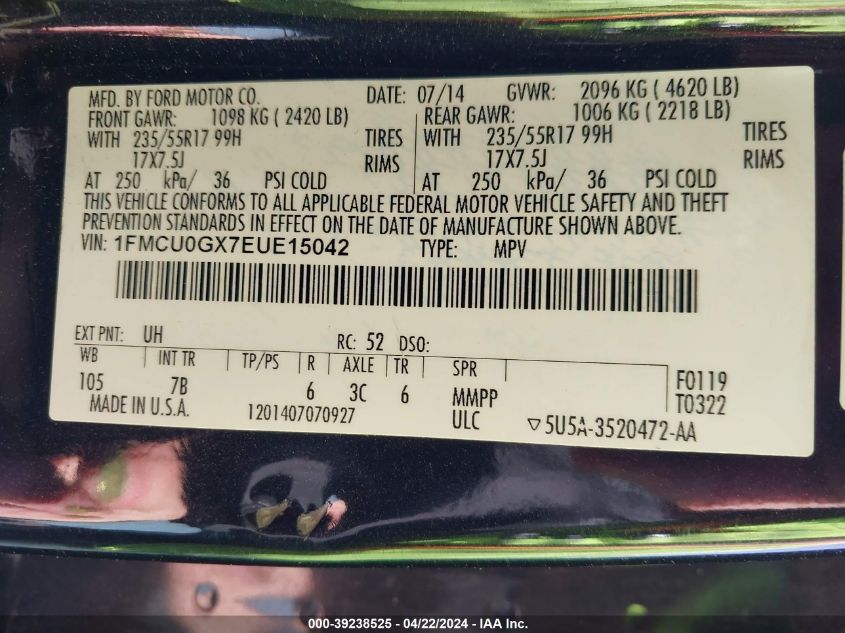 MFD. BY FORD MOTOR CO. DATE: 07/14 GVWR: 2096 KG ( 4620 LB)
FRONT GAWR: 1098 KG ( 2420 LB) REAR GAWR: 1006 KG ( 2218 LB)
WITH 235/55R17 99H TIRES WITH 235/55R17 99H TIRES
17X7.5J RIMS 17X7.5J RIMS
AT 250 kPa/ 36 PSI COLD AT 250 kPa/ 36 PSI COLD
THIS VEHICLE CONFORMS TO ALL APPLICABLE FEDERAL MOTOR VEHICLE SAFETY AND THEFT
PREVENTION STANDARDS IN EFFECT ON THE DATE OF MANUFACTURE SHOWN ABOVE.
VIN: 1FMCU0GX7EUE15042 TYPE: MPV
EXT PNT: UH RC: 52 DSO:
WB INT TR TP/PS R AXLE TR SPR
105 7B 6 3C 6 MMPP F0119
MADE IN U.S.A. 1201407070927 ULC T0322
▽5U5A-3520472-AA
000-39238525 - 04/22/2024 - IAA Inc.